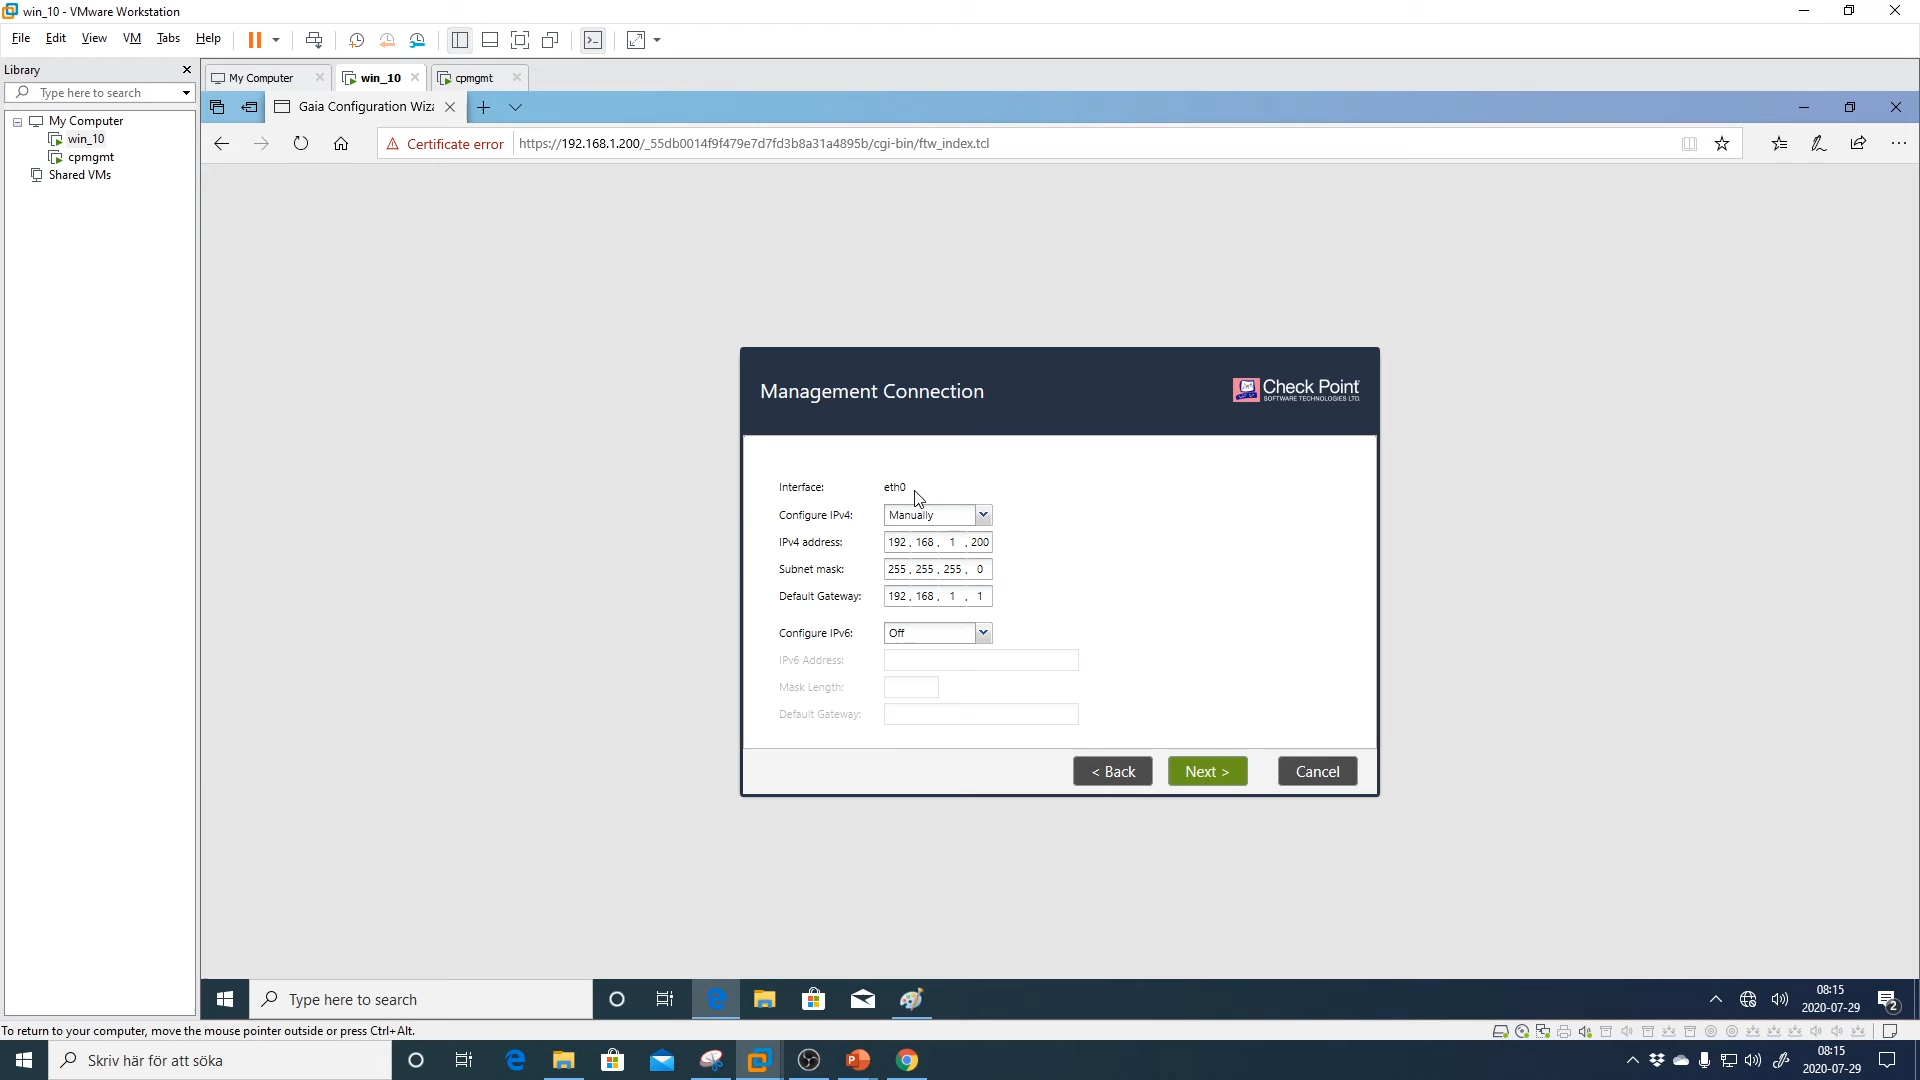 win_10 - VMware Workstation
File Edit View VM Tabs Help
Library
My Computer win_10 cpmgmt
Type here to search
Gaia Configuration Wiza
My Computer
win_10
cpmgmt
Shared VMs
Certificate error https://192.168.1.200/_55db0014f9f479e7d7fd3b8a31a4895b/cgi-bin/ftw_index.tcl
Management Connection
Check Point
SOFTWARE TECHNOLOGIES LTD.
Interface: eth0
Configure IPv4: Manually
IPv4 address: 192 . 168 . 1 . 200
Subnet mask: 255 . 255 . 255 . 0
Default Gateway: 192 . 168 . 1 . 1
Configure IPv6: Off
IPv6 Address:
Mask Length:
Default Gateway:
< Back Next > Cancel
Type here to search
08:15
2020-07-29
2
To return to your computer, move the mouse pointer outside or press Ctrl+Alt.
Skriv här för att söka
08:15
2020-07-29